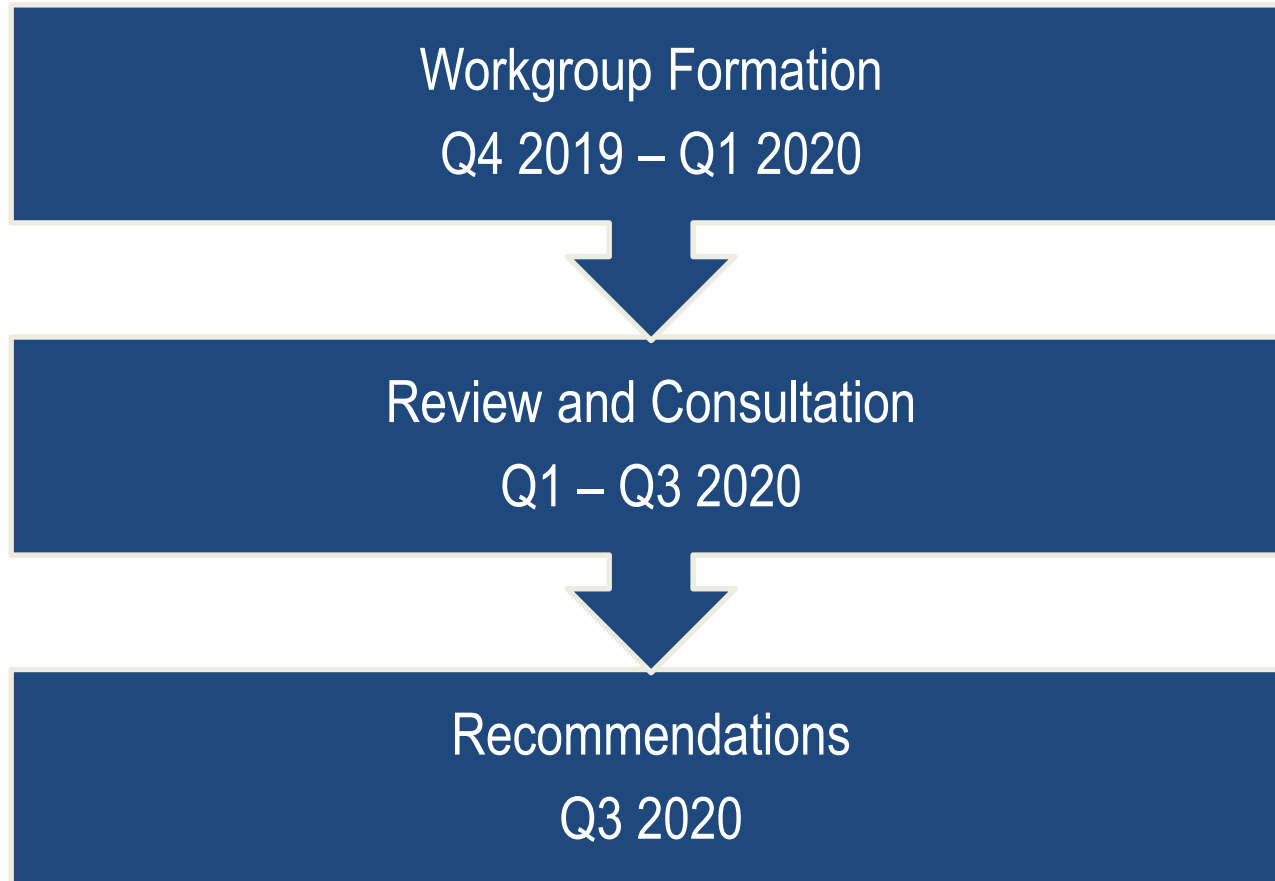 Workgroup Formation
Q4 2019 – Q1 2020
Review and Consultation
Q1 – Q3 2020
Recommendations
Q3 2020